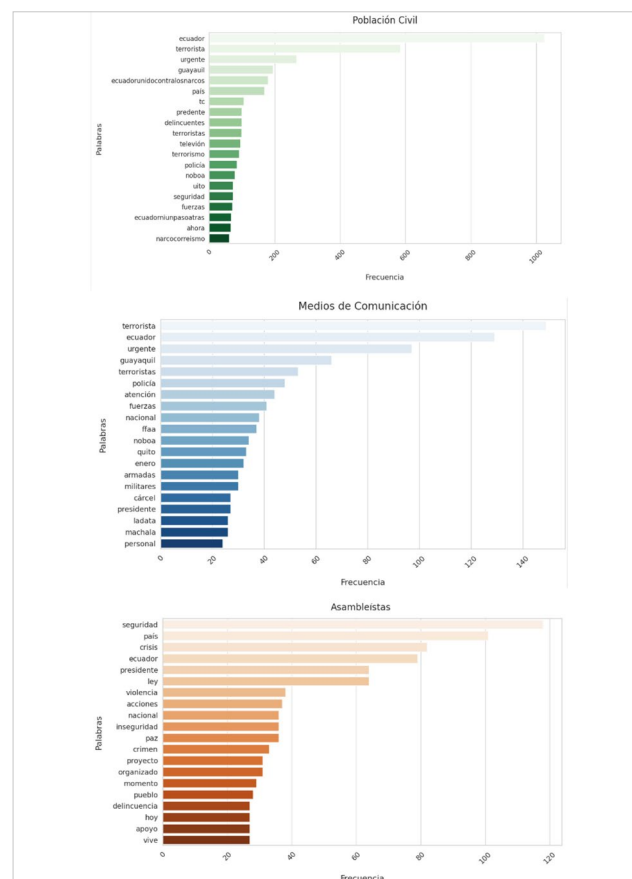 Población Civil
ecuador
terrorista
urgente
guayauil
ecuadorunidocontralosnarcos
país
tc
predente
delincuentes
terroristas
televión
terrorismo
policía
noboa
uito
seguridad
fuerzas
ecuadorniunpasoatras
ahora
narcocorreismo
Palabras
0 200 400 600 800 1000
Frecuencia
Medios de Comunicación
terrorista
ecuador
urgente
guayaquil
terroristas
policía
atención
fuerzas
nacional
ffaa
noboa
quito
enero
armadas
militares
cárcel
presidente
ladata
machala
personal
Palabras
0 20 40 60 80 100 120 140
Frecuencia
Asambleístas
seguridad
país
crisis
ecuador
presidente
ley
violencia
acciones
nacional
inseguridad
paz
crimen
proyecto
organizado
momento
pueblo
delincuencia
hoy
apoyo
vive
Palabras
0 20 40 60 80 100 120
Frecuencia